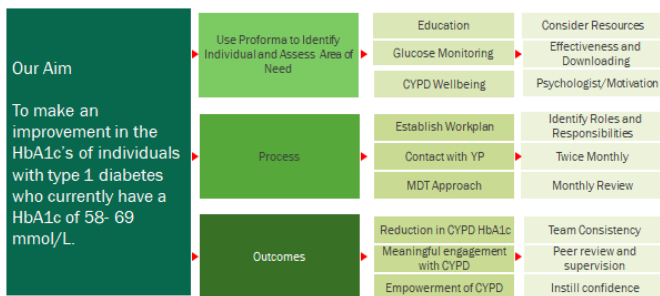 Our Aim
To make an
improvement in the
HbA1c's of individuals
with type 1 diabetes
who currently have a
HbA1c of 58- 69
mmol/L.
Use Proforma to Identify
Individual and Assess Area of
Need
Education
Glucose Monitoring
CYPD Wellbeing
Consider Resources
Effectiveness and
Downloading
Psychologist/Motivation
Process
Establish Workplan
Contact with YP
MDT Approach
Identify Roles and
Responsibilities
Twice Monthly
Monthly Review
Outcomes
Reduction in CYPD HbA1c
Meaningful engagement
with CYPD
Empowerment of CYPD
Team Consistency
Peer review and
supervision
Instill confidence